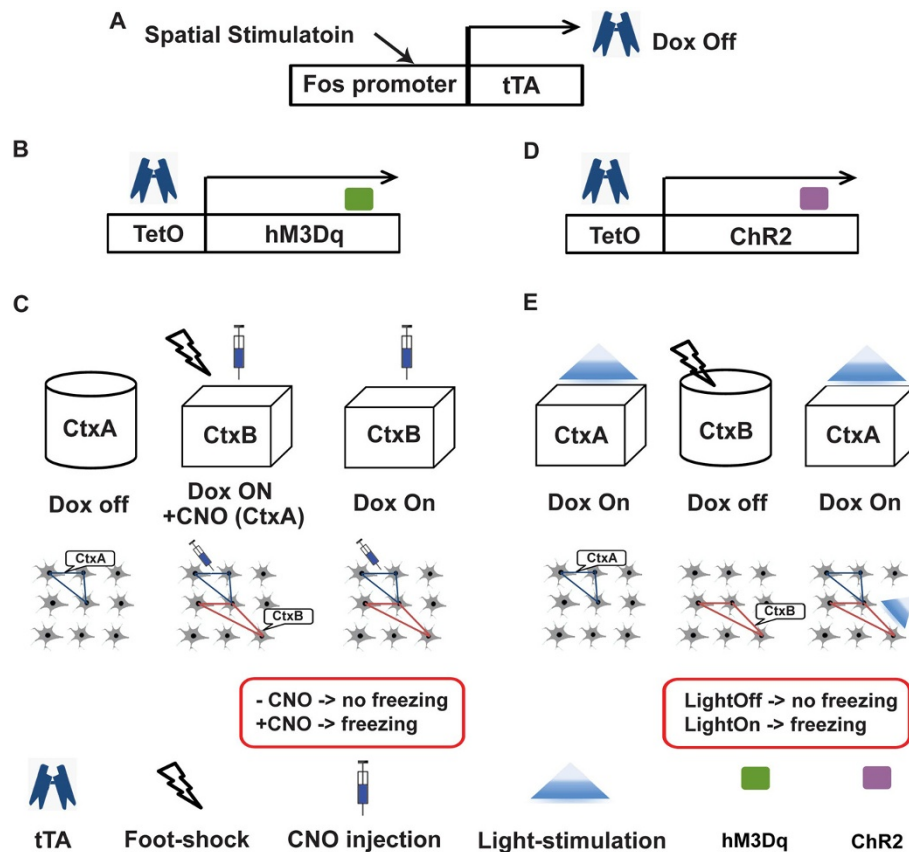 A
Spatial Stimulatoin
Dox Off
Fos promoter
tTA
B
TetO
hM3Dq
D
TetO
ChR2
C
CtxA
CtxB
CtxB
Dox off
Dox ON
+CNO (CtxA)
Dox On
CtxA
CtxB
- CNO -> no freezing
+CNO -> freezing
E
CtxA
CtxB
CtxA
Dox On
Dox off
Dox On
CtxA
CtxB
LightOff -> no freezing
LightOn -> freezing
tTA
Foot-shock
CNO injection
Light-stimulation
hM3Dq
ChR2